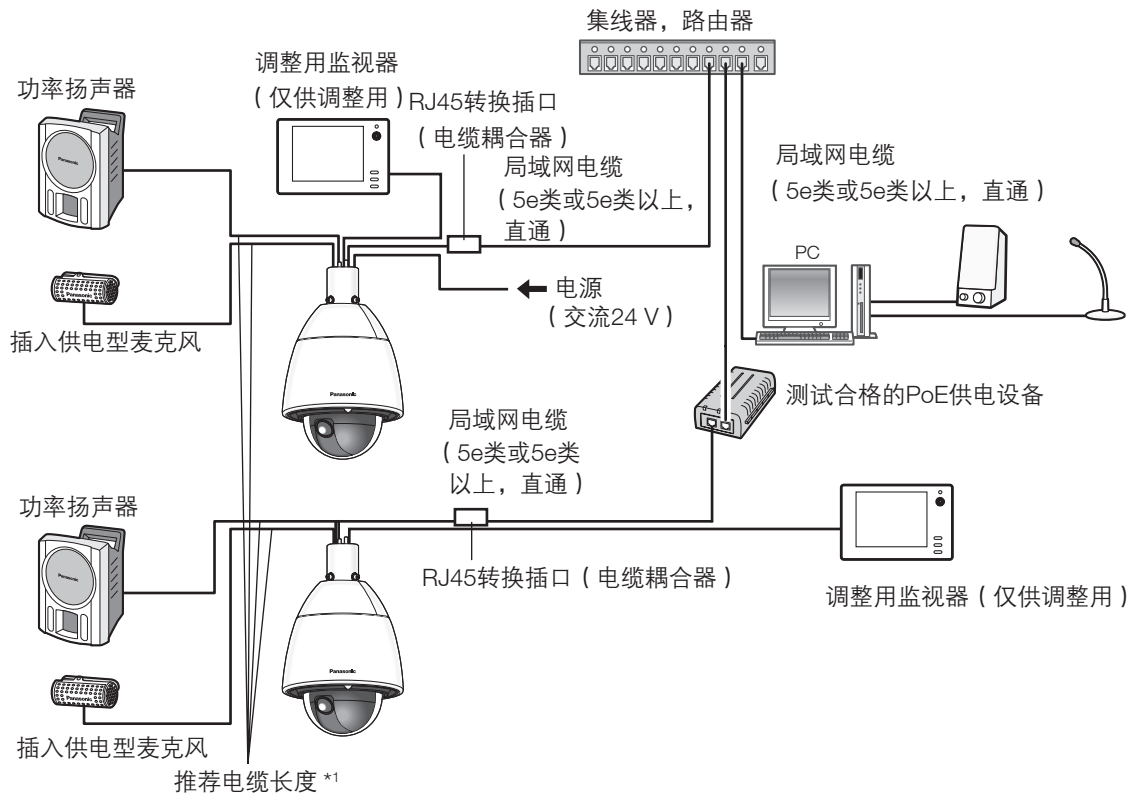 集线器，路由器
调整用监视器
（仅供调整用）
功率扬声器
Panasonic
RJ45转换插口
（电缆耦合器）
局域网电缆
（5e类或5e类以上，
直通）
局域网电缆
（5e类或5e类以上，直通）
PC
Panasonic
插入供电型麦克风
电源
（交流24 V）
Panasonic
测试合格的PoE供电设备
局域网电缆
（5e类或5e类
以上，直通）
功率扬声器
Panasonic
RJ45转换插口（电缆耦合器）
调整用监视器（仅供调整用）
Panasonic
Panasonic
插入供电型麦克风
推荐电缆长度 *1